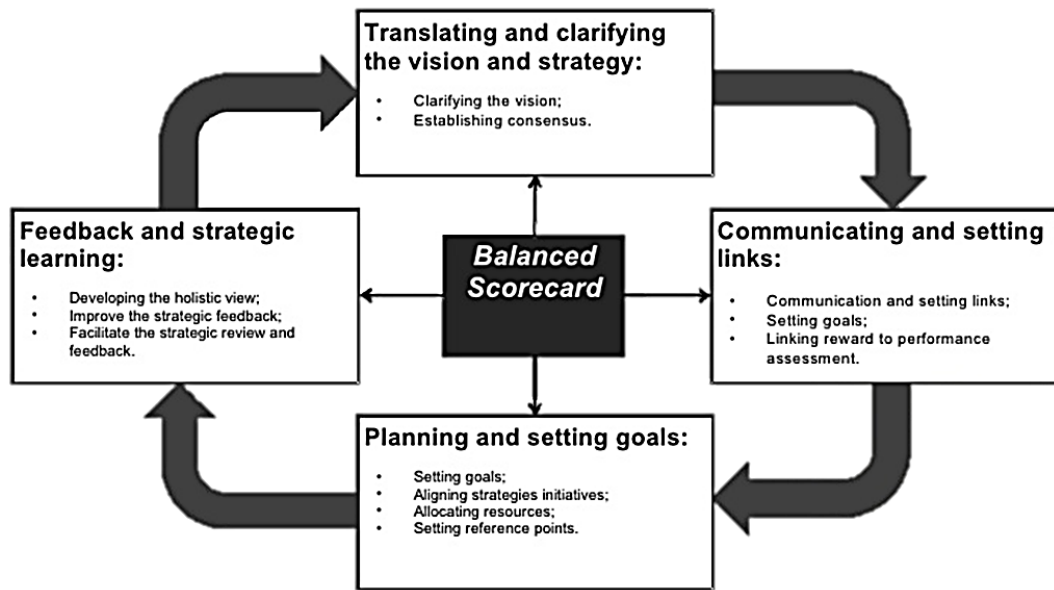 Translating and clarifying
the vision and strategy:
• Clarifying the vision;
• Establishing consensus.
Feedback and strategic
learning:
• Developing the holistic view;
• Improve the strategic feedback;
• Facilitate the strategic review and
feedback.
Balanced
Scorecard
Communicating and setting
links:
• Communication and setting links;
• Setting goals;
• Linking reward to performance
assessment.
Planning and setting goals:
• Setting goals;
• Aligning strategies initiatives;
• Allocating resources;
• Setting reference points.